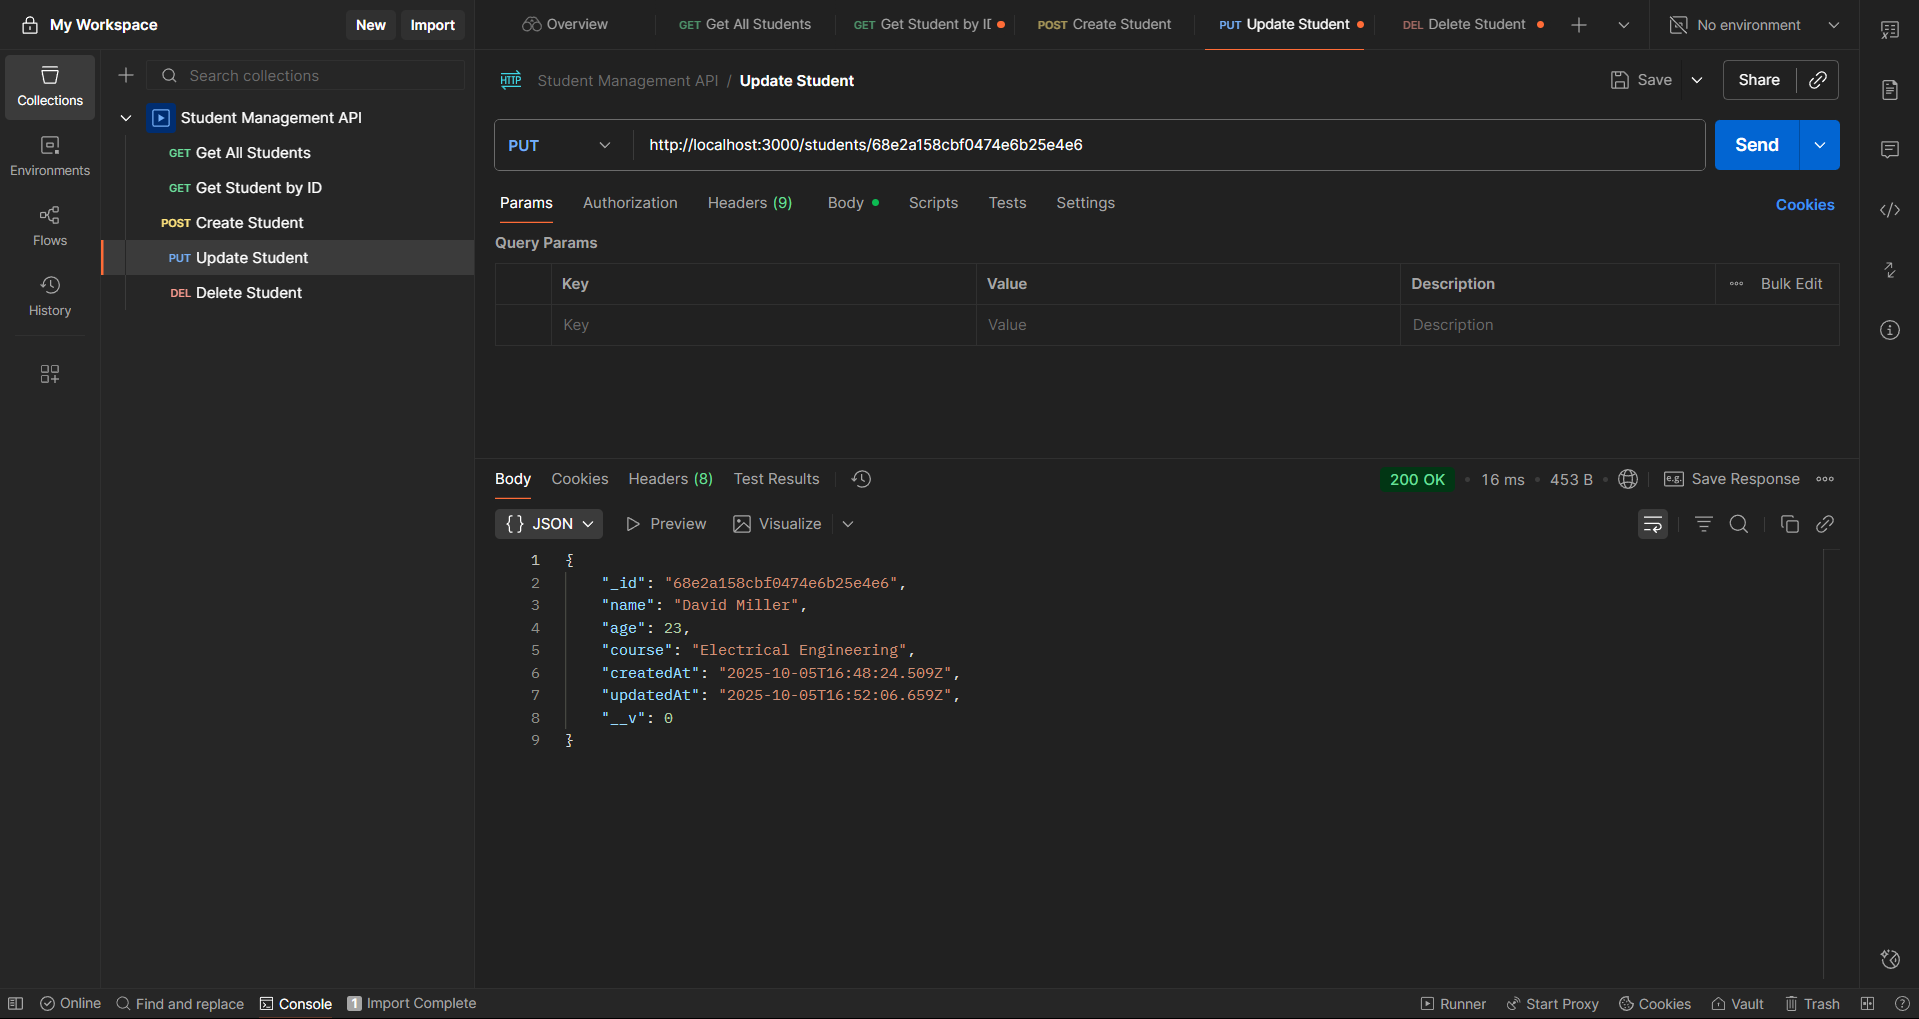 My Workspace
New
Import
Overview
GET Get All Students
GET Get Student by II
POST Create Student
PUT Update Student
DEL Delete Student
No environment
Collections
Environments
Flows
History
Search collections
Student Management API
GET Get All Students
GET Get Student by ID
POST Create Student
PUT Update Student
DEL Delete Student
HTTP Student Management API / Update Student
Save
Share
PUT
http://localhost:3000/students/68e2a158cbf0474e6b25e4e6
Send
Params Authorization Headers (9) Body Scripts Tests Settings
Cookies
Query Params
Key Value Description ••• Bulk Edit
Key Value Description
Body Cookies Headers (8) Test Results
200 OK • 16 ms • 453 B • e.g. Save Response
{} JSON Preview Visualize
1 {
2 "_id": "68e2a158cbf0474e6b25e4e6",
3 "name": "David Miller",
4 "age": 23,
5 "course": "Electrical Engineering",
6 "createdAt": "2025-10-05T16:48:24.509Z",
7 "updatedAt": "2025-10-05T16:52:06.659Z",
8 "__v": 0
9 }
Online Find and replace Console 1 Import Complete
Runner Start Proxy Cookies Vault Trash